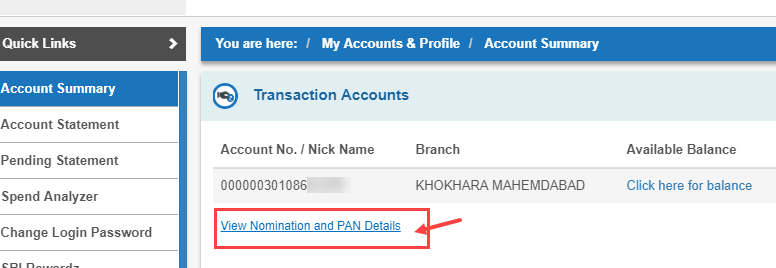 Quick Links
You are here: / My Accounts & Profile / Account Summary
Account Summary
Account Statement
Pending Statement
Spend Analyzer
Change Login Password
SBI Rewardz
Transaction Accounts
Account No. / Nick Name Branch Available Balance
000000301086 KHOKHARA MAHEMDABAD Click here for balance
View Nomination and PAN Details